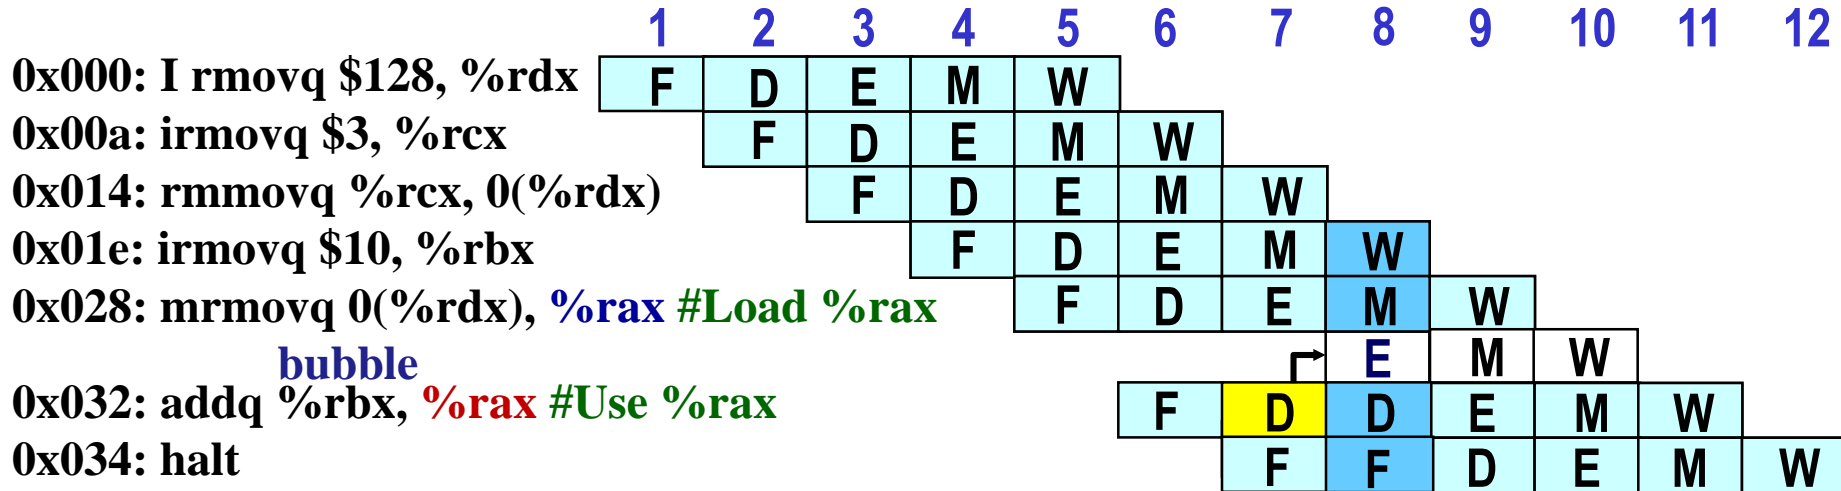 1 2 3 4 5 6 7 8 9 10 11 12
0x000: I rmovq $128, %rdx F D E M W
0x00a: irmovq $3, %rcx F D E M W
0x014: rmmovq %rcx, 0(%rdx) F D E M W
0x01e: irmovq $10, %rbx F D E M W
0x028: mrmovq 0(%rdx), %rax #Load %rax F D E M W
bubble E M W
0x032: addq %rbx, %rax #Use %rax F D D E M W
0x034: halt F F D E M W